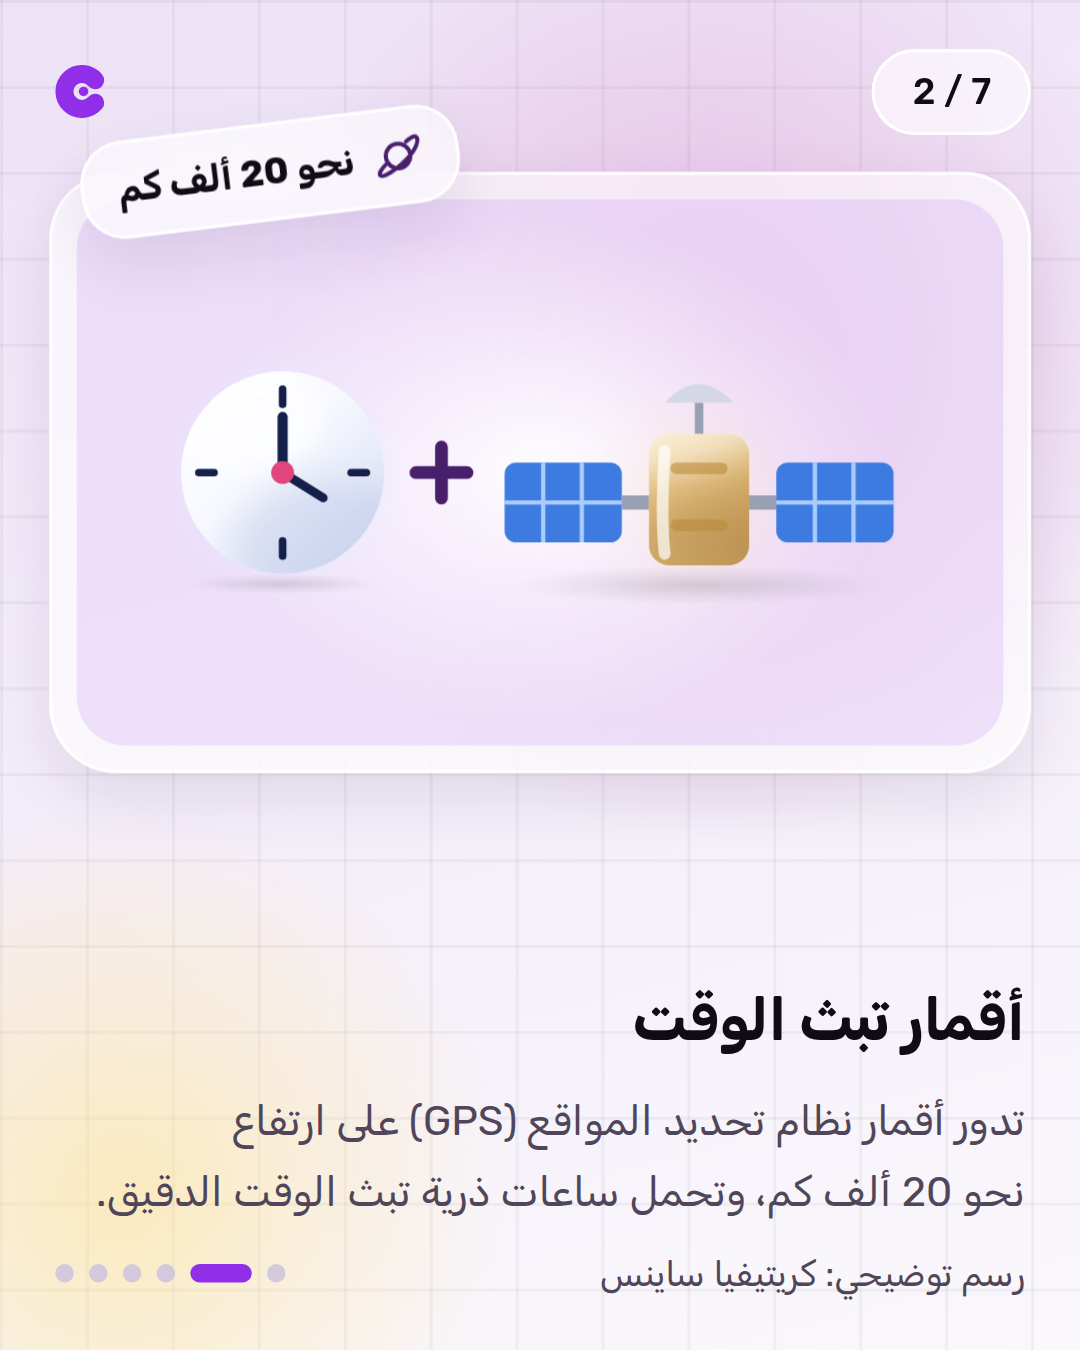 2 / 7
نحو 20 ألف كم
أقمار تبث الوقت
تدور أقمار نظام تحديد المواقع (GPS) على ارتفاع
نحو 20 ألف كم، وتحمل ساعات ذرية تبث الوقت الدقيق.
رسم توضيحي: كريتيفيا ساينس